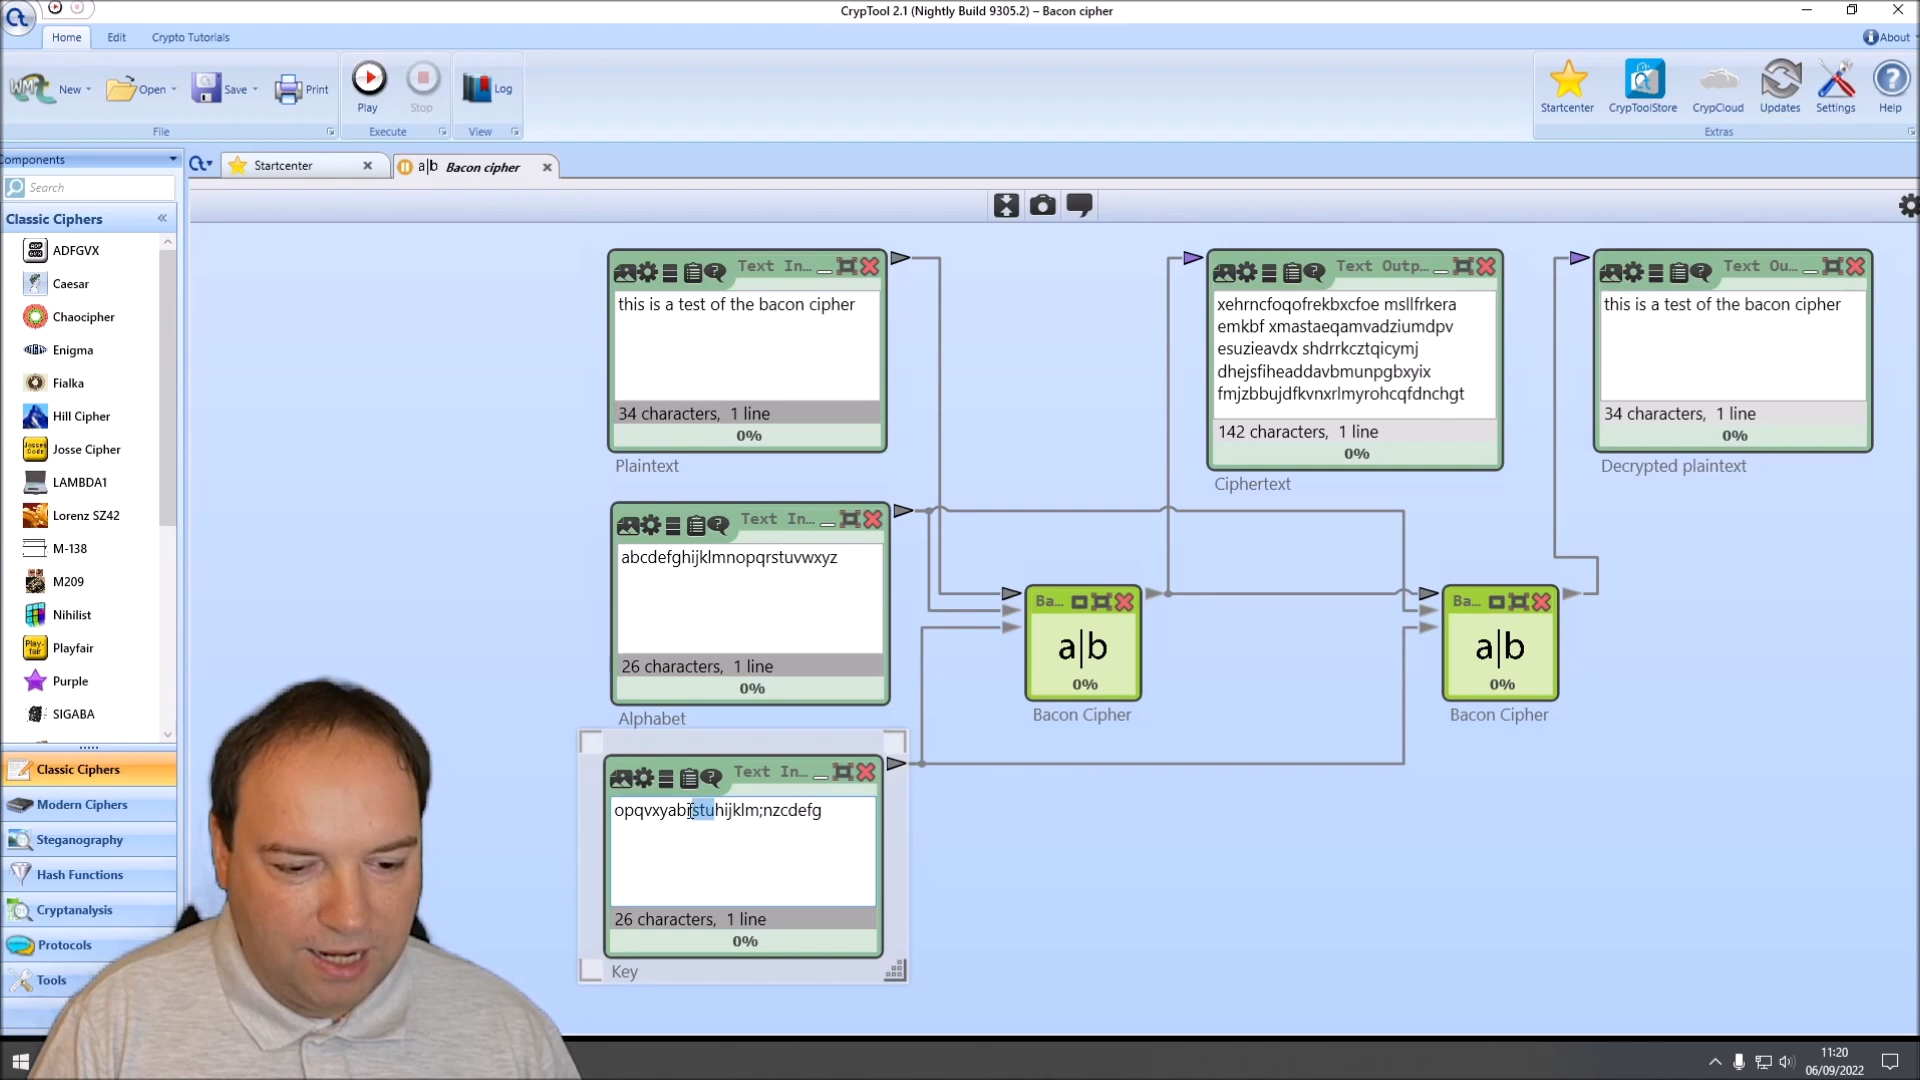 CrypTool 2.1 (Nightly Build 9305.2) – Bacon cipher
Home Edit Crypto Tutorials
About
New Open Save Print Play Stop Log
Startcenter CrypToolStore CrypCloud Updates Settings Help
File Execute View Extras
Components
Startcenter
a|b Bacon cipher
Search
Classic Ciphers
ADFGVX
Caesar
Chaocipher
Enigma
Fialka
Hill Cipher
Josse Cipher
LAMBDA1
Lorenz SZ42
M-138
M209
Nihilist
Playfair
Purple
SIGABA
Classic Ciphers
Modern Ciphers
Steganography
Hash Functions
Cryptanalysis
Protocols
Tools
Text In...
this is a test of the bacon cipher
34 characters, 1 line
0%
Plaintext
Text In...
abcdefghijklmnopqrstuvwxyz
26 characters, 1 line
0%
Alphabet
Text In...
opqvxyabrstuhijklm;nzcdefg
26 characters, 1 line
0%
Key
Ba...
a|b
0%
Bacon Cipher
Text Outp...
xehrncfoqofrekbxcfoe msllfrkera
emkbf xmastaeqamvadziumdpv
esuzieavdx shdrrkcztqicymj
dhejsfiheaddavbmunpgbxyix
fmjzbbujdfkvnxrlmyrohcqfdnchgt
142 characters, 1 line
0%
Ciphertext
Ba...
a|b
0%
Bacon Cipher
Text Ou...
this is a test of the bacon cipher
34 characters, 1 line
0%
Decrypted plaintext
11:20
06/09/2022